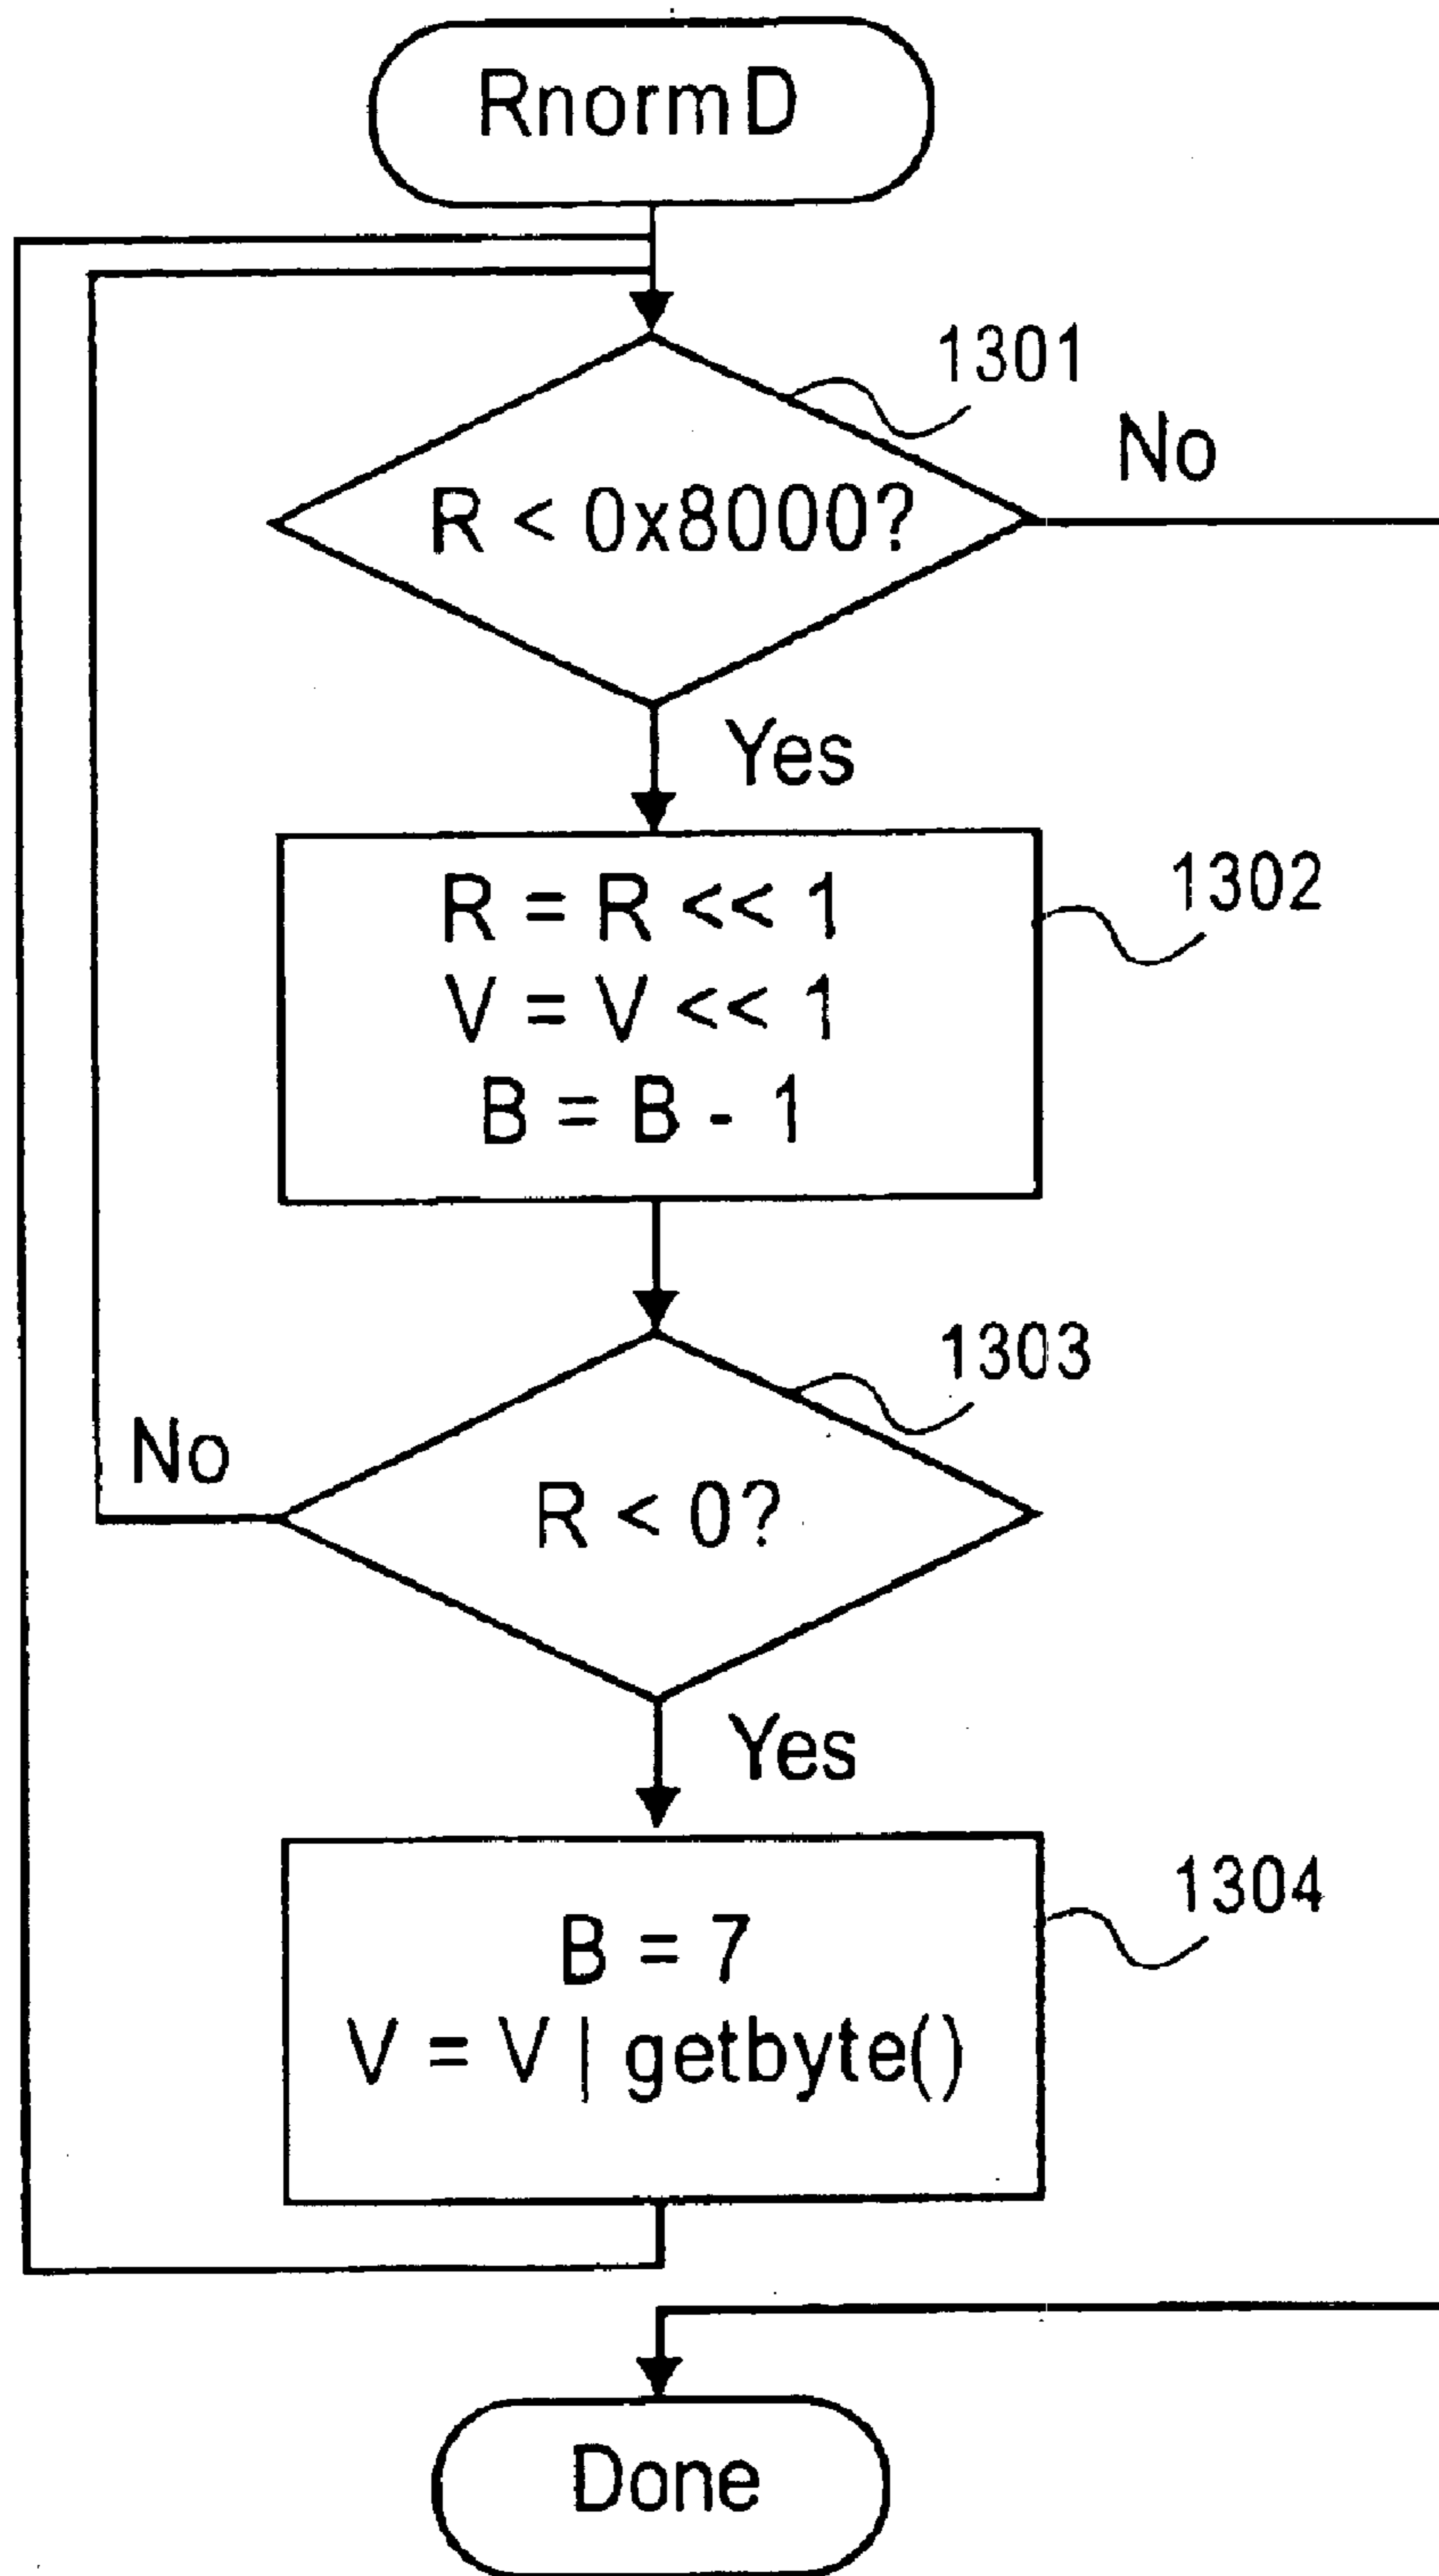 RnormD
1301
No
R < 0x8000?
Yes
R = R << 1
1302
V = V << 1
B = B - 1
1303
No
R < 0?
Yes
1304
B = 7
V = V | getbyte()
Done